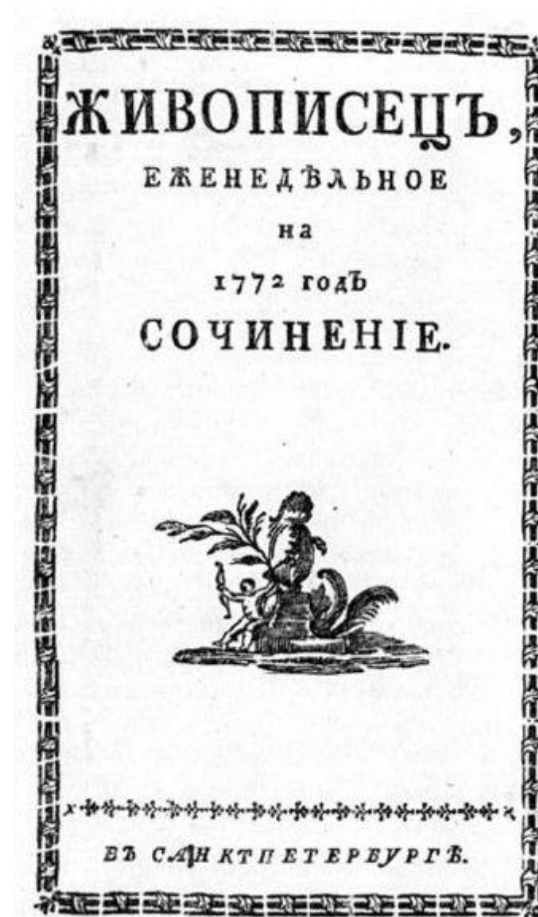 ЖИВОПИСЕЦЪ,
ЕЖЕНЕДѢЛЬНОЕ
на
1772 годЪ
СОЧИНЕНІЕ.
ВЪ САНКТПЕТЕРБУРГѢ.